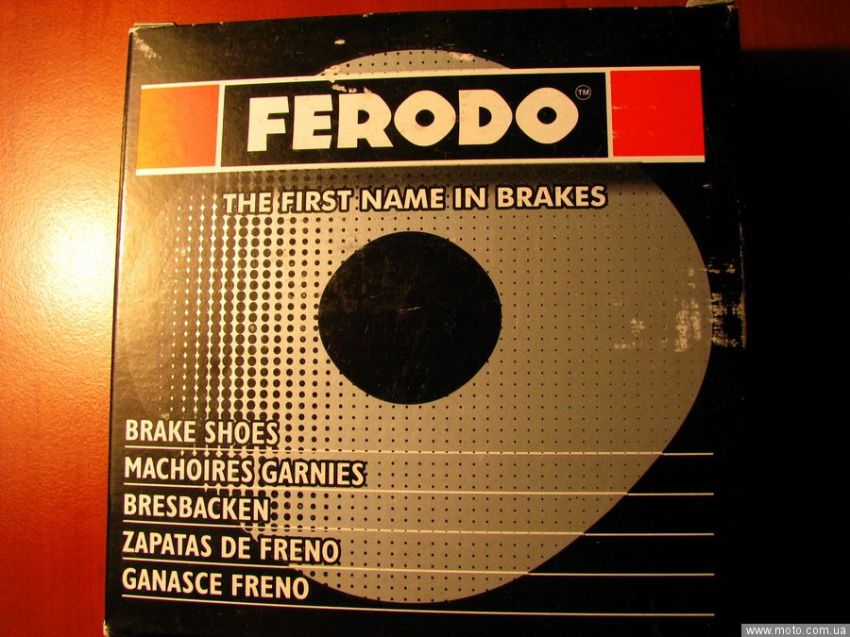 FERODO™
THE FIRST NAME IN BRAKES
BRAKE SHOES
MACHOIRES GARNIES
BRESBACKEN
ZAPATAS DE FRENO
GANASCE FRENO
www.moto.com.ua